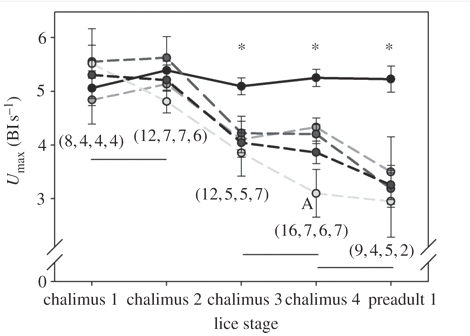 6
5
4
3
0
U max (BI s−1)
* * *
(8, 4, 4, 4)
(12, 7, 7, 6)
(12, 5, 5, 7)
A
(16, 7, 6, 7)
(9, 4, 5, 2)
chalimus 1 chalimus 2 chalimus 3 chalimus 4 preadult 1
lice stage